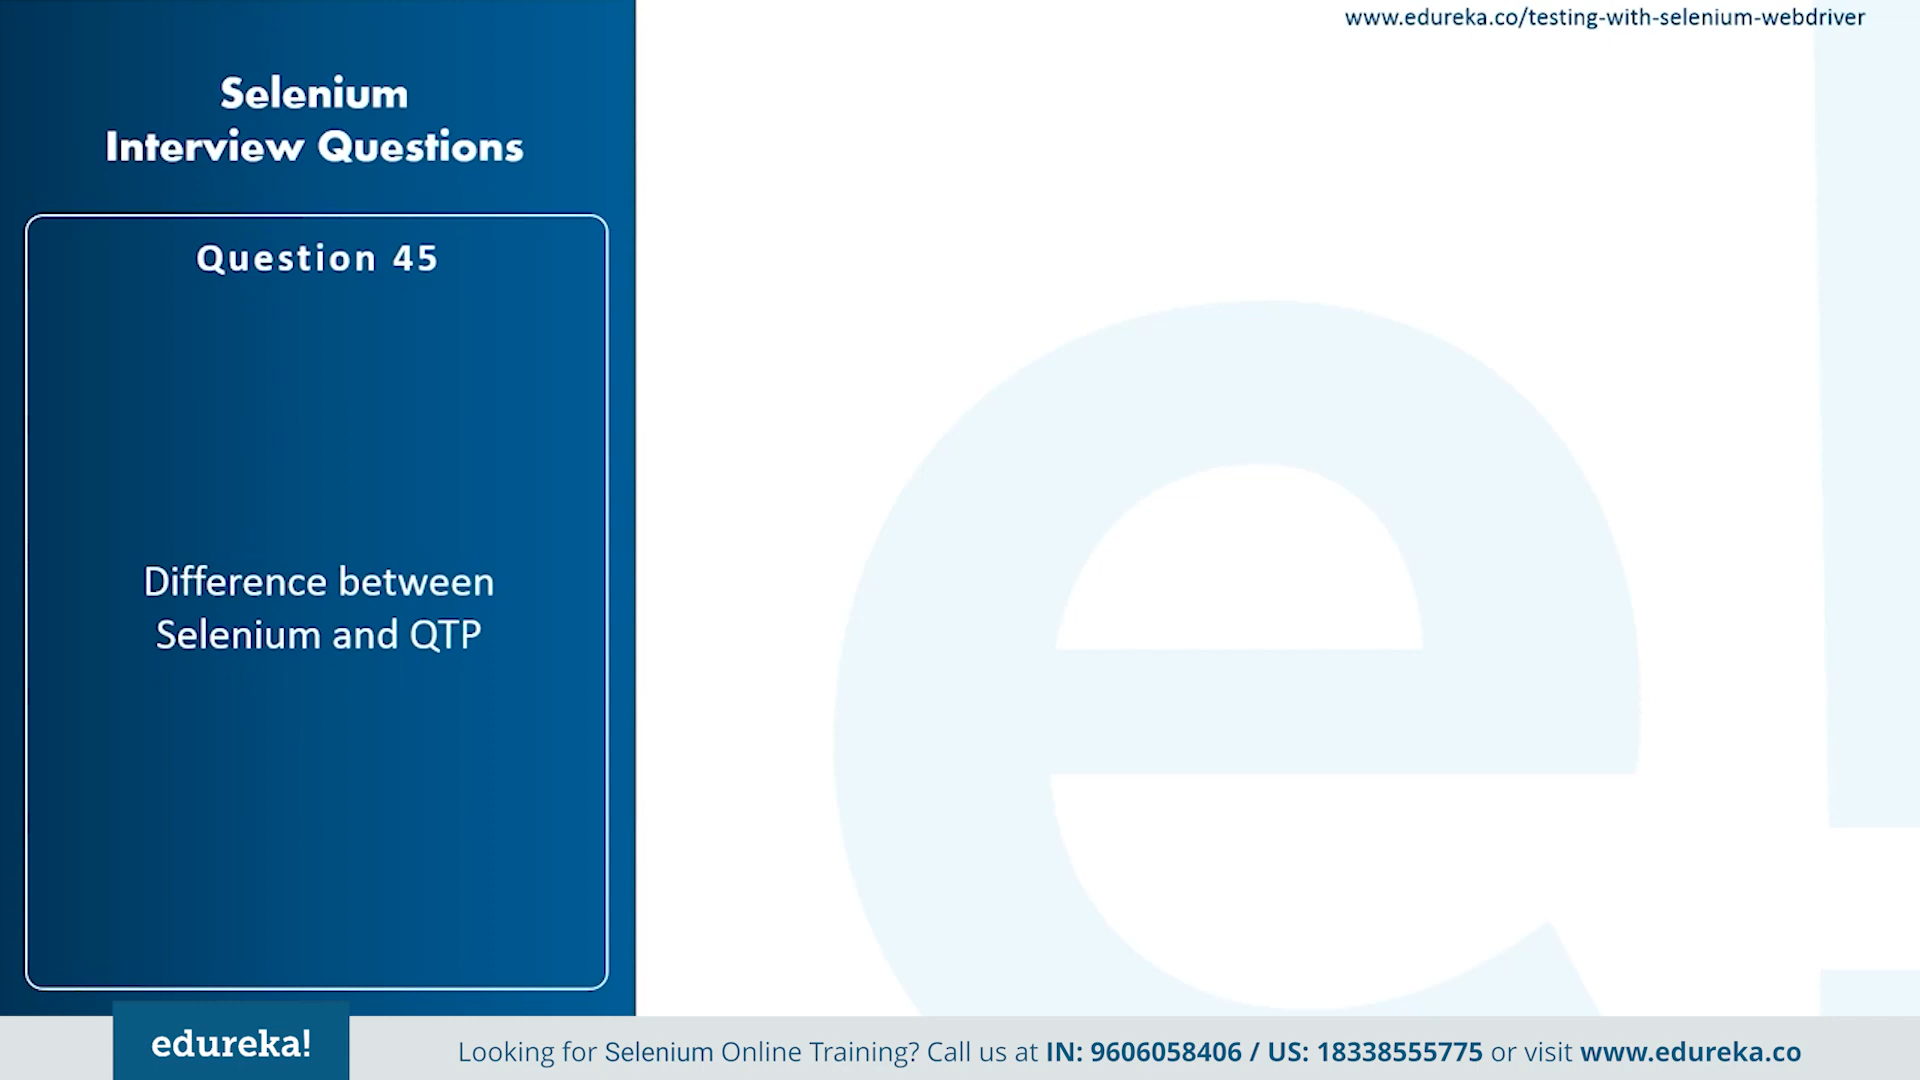 www.edureka.co/testing-with-selenium-webdriver
Selenium
Interview Questions
Question 45
Difference between
Selenium and QTP
edureka!
Looking for Selenium Online Training? Call us at IN: 9606058406 / US: 18338555775 or visit www.edureka.co